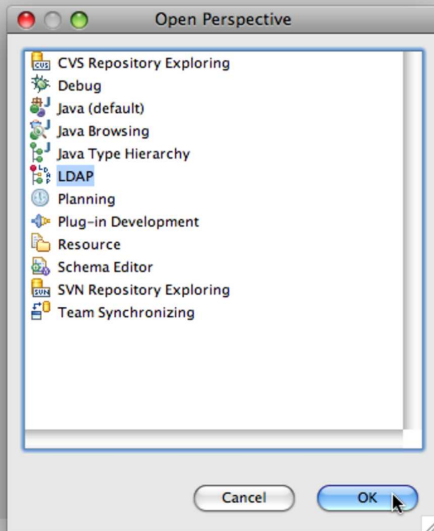 Open Perspective
CVS Repository Exploring
Debug
Java (default)
Java Browsing
Java Type Hierarchy
LDAP
Planning
Plug-in Development
Resource
Schema Editor
SVN Repository Exploring
Team Synchronizing
Cancel
OK